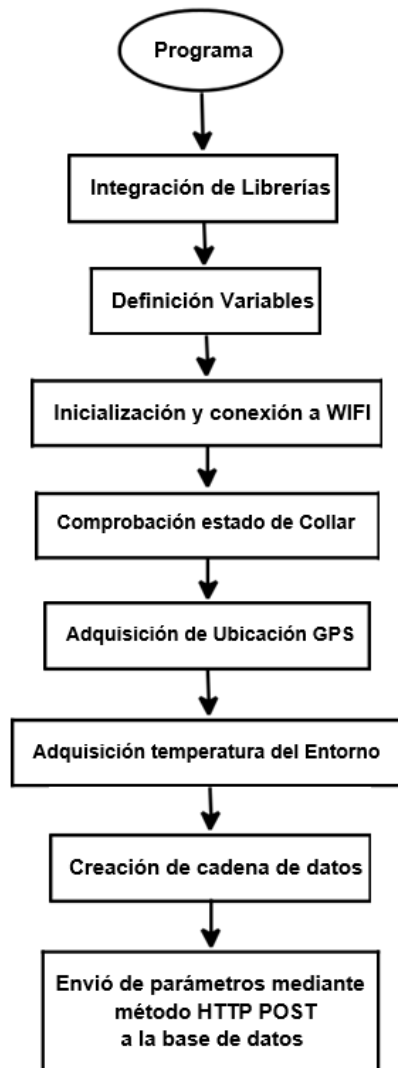 Programa
Integración de Librerías
Definición Variables
Inicialización y conexión a WIFI
Comprobación estado de Collar
Adquisición de Ubicación GPS
Adquisición temperatura del Entorno
Creación de cadena de datos
Envió de parámetros mediante
método HTTP POST
a la base de datos